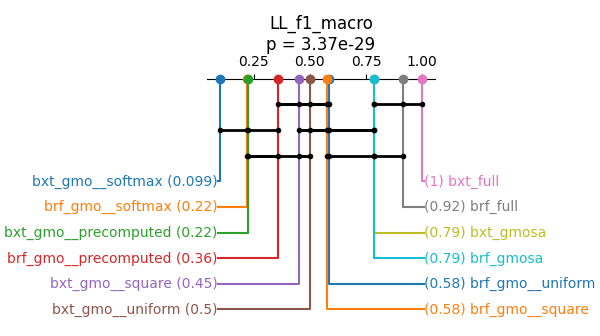 LL_f1_macro
p = 3.37e-29
0.25 0.50 0.75 1.00
bxt_gmo__softmax (0.099)
brf_gmo__softmax (0.22)
bxt_gmo__precomputed (0.22)
brf_gmo__precomputed (0.36)
bxt_gmo__square (0.45)
bxt_gmo__uniform (0.5)
(1) bxt_full
(0.92) brf_full
(0.79) bxt_gmosa
(0.79) brf_gmosa
(0.58) brf_gmo__uniform
(0.58) brf_gmo__square